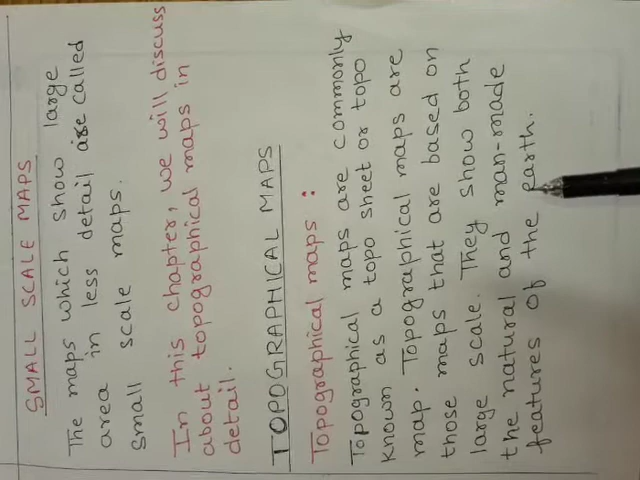 SMALL SCALE MAPS
The maps which show large
area in less detail are called
small scale maps.
In this chapter, we will discuss
about topographical maps in
detail.
TOPOGRAPHICAL MAPS
Topographical maps :
Topographical maps are commonly
known as a topo sheet or topo
map. Topographical maps are
those maps that are based on
large scale. They show both
the natural and man-made
features of the earth.